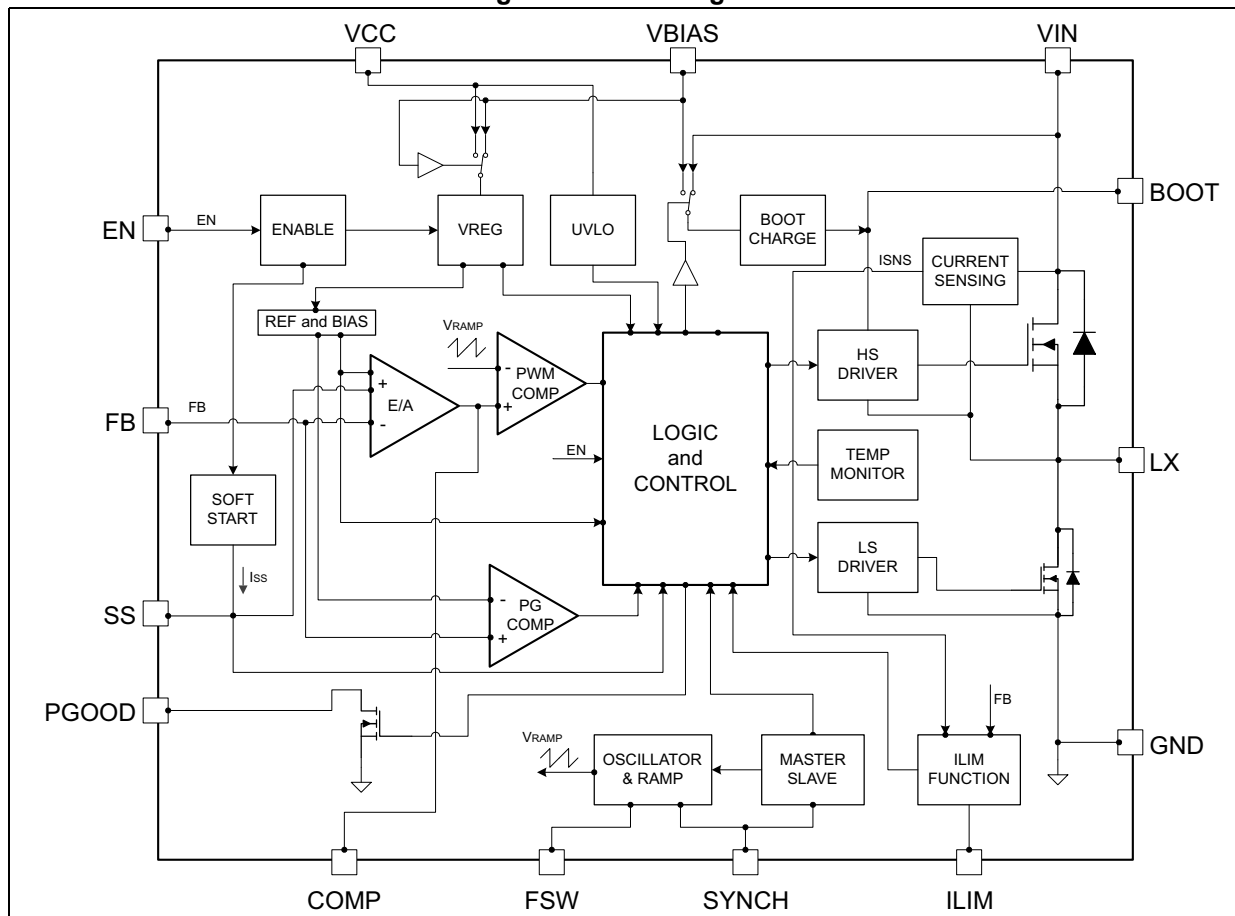 VCC
VBIAS
VIN
BOOT
EN
EN
ENABLE
VREG
UVLO
BOOT
CHARGE
ISNS
CURRENT
SENSING
REF and BIAS
VRAMP
+
E/A
-
-
PWM
COMP
+
HS
DRIVER
FB
FB
LOGIC
and
CONTROL
EN
TEMP
MONITOR
LX
SOFT
START
LS
DRIVER
ISS
SS
-
PG
COMP
+
PGOOD
VRAMP
OSCILLATOR
& RAMP
MASTER
SLAVE
FB
ILIM
FUNCTION
GND
COMP
FSW
SYNCH
ILIM